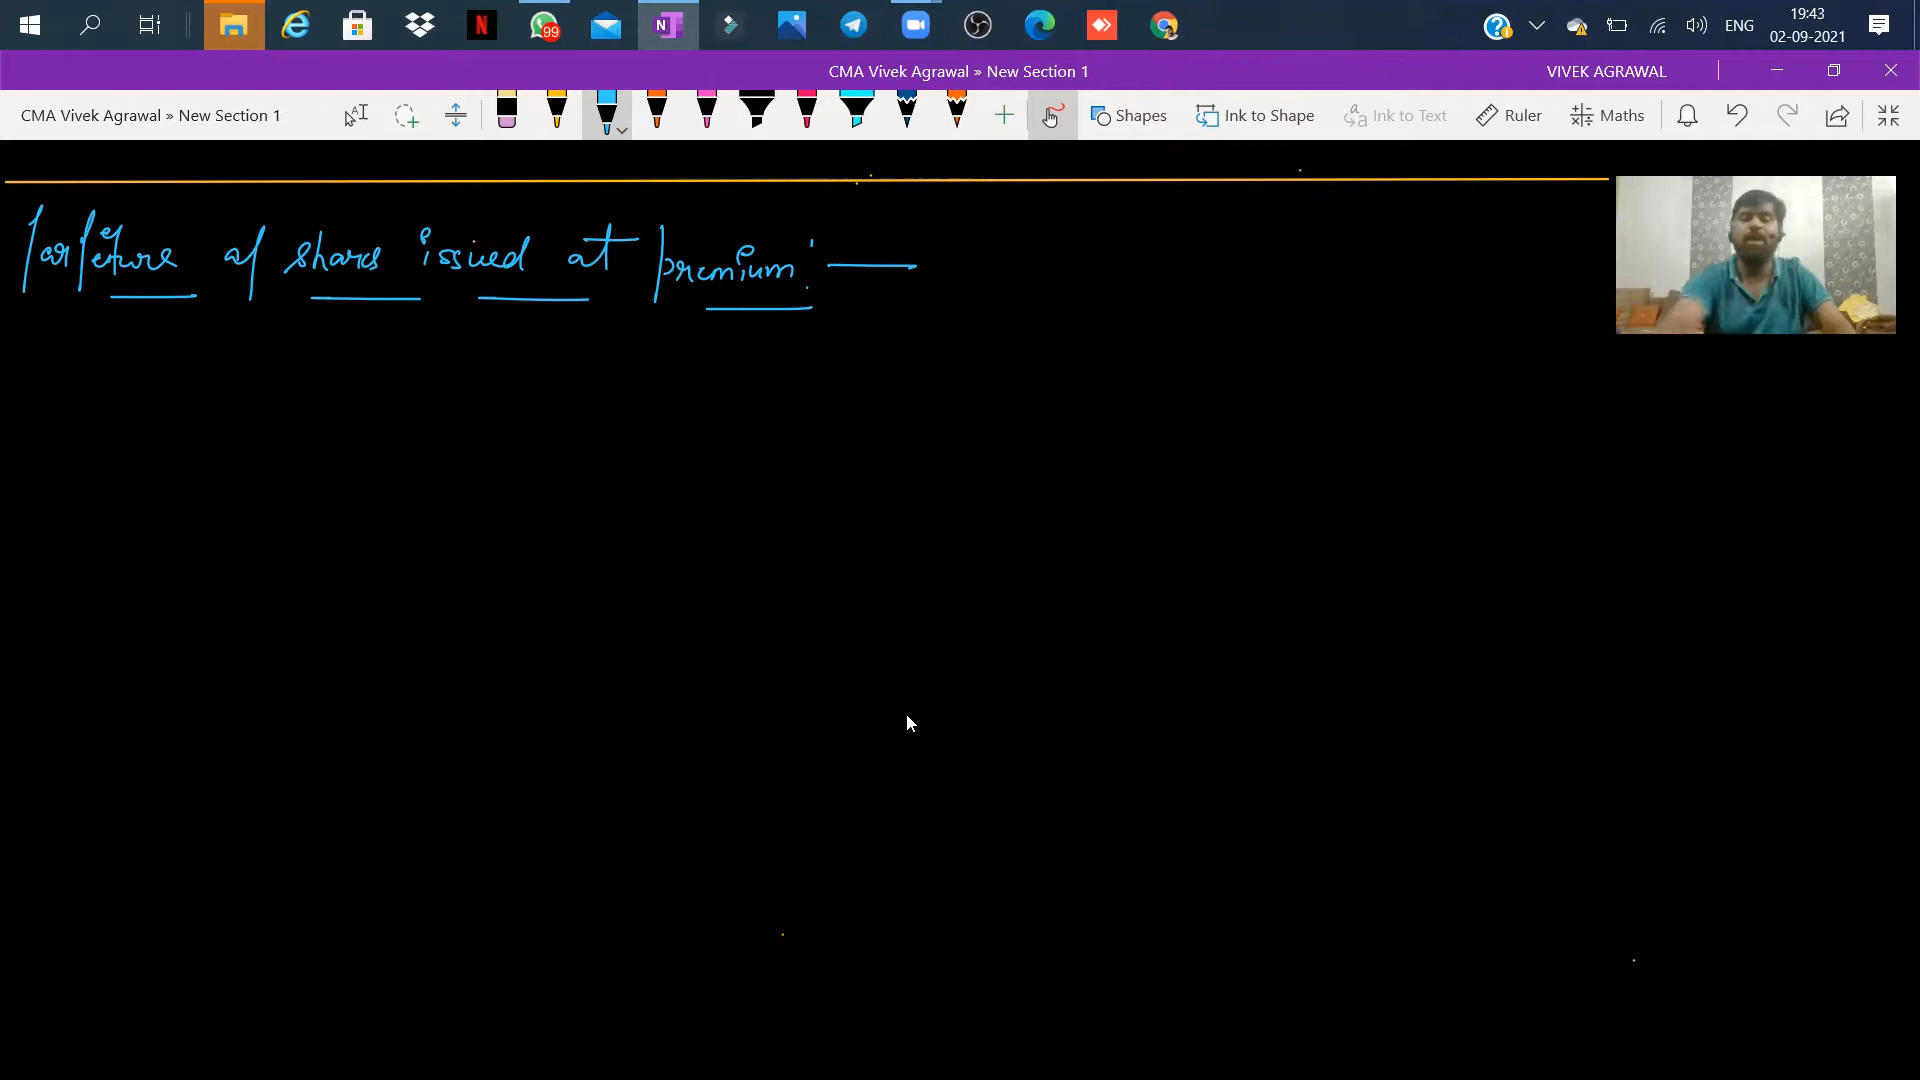 99
ENG
19:43
02-09-2021
CMA Vivek Agrawal » New Section 1
VIVEK AGRAWAL
CMA Vivek Agrawal » New Section 1
Shapes
Ink to Shape
Ink to Text
Ruler
Maths
Forfeiture of shares issued at premium:—